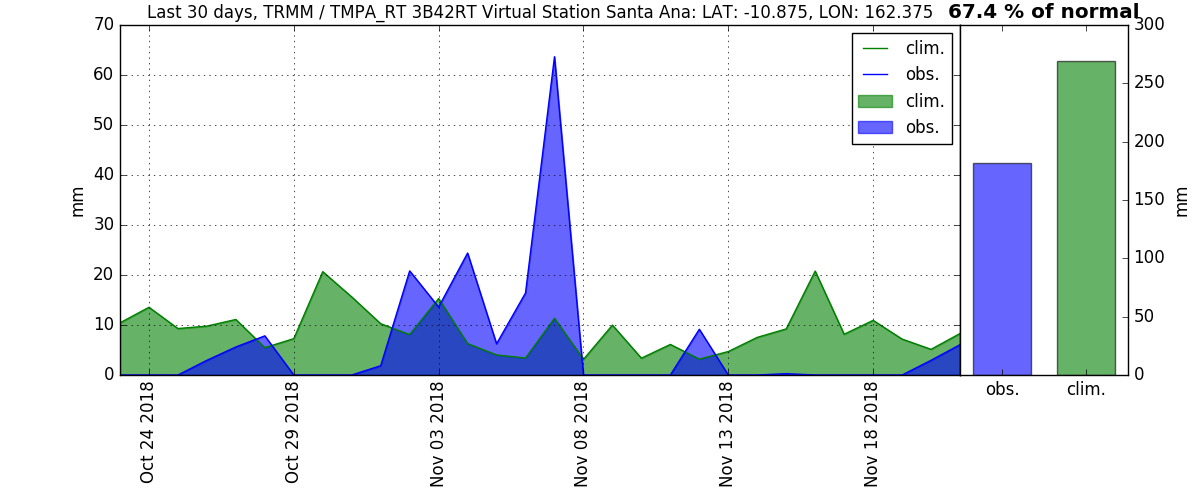 Last 30 days, TRMM / TMPA_RT 3B42RT Virtual Station Santa Ana: LAT: -10.875, LON: 162.375
67.4 % of normal
70
60
50
40
30
20
10
0
mm
clim.
obs.
clim.
obs.
Oct 24 2018
Oct 29 2018
Nov 03 2018
Nov 08 2018
Nov 13 2018
Nov 18 2018
300
250
200
150
100
50
0
mm
obs.
clim.